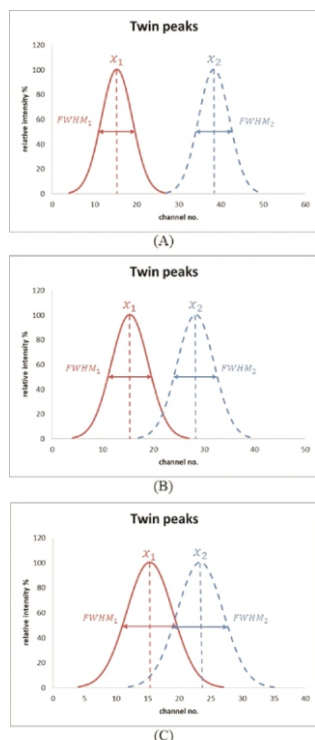 Twin peaks
x₁
x₂
120
100
80
60
40
20
0
relative intensity %
FWHM₁
FWHM₂
0 10 20 30 40 50 60
channel no.
(A)
Twin peaks
x₁
x₂
120
100
80
60
40
20
0
relative intensity %
FWHM₁
FWHM₂
0 10 20 30 40 50
channel no.
(B)
Twin peaks
x₁
x₂
120
100
80
60
40
20
0
relative intensity %
FWHM₁
FWHM₂
0 5 10 15 20 25 30 35 40
channel no.
(C)